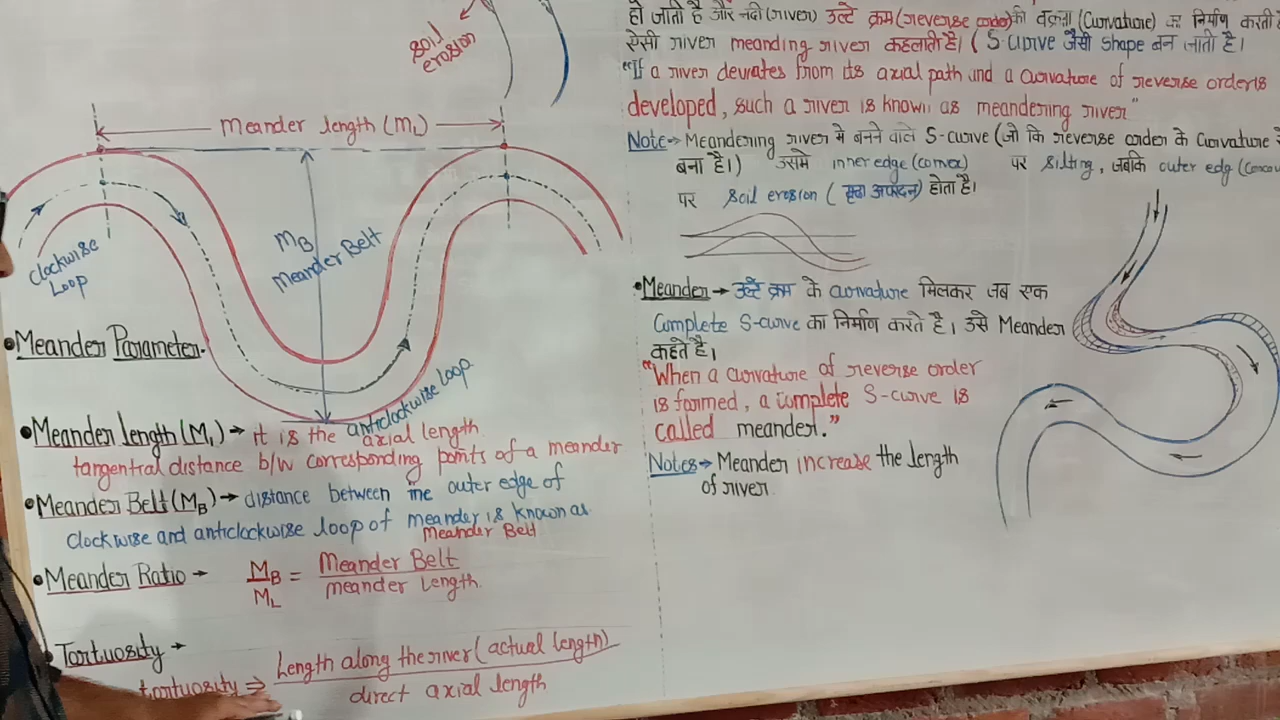 soil
erosion
Meander length (ML)
MB
Meander Belt
clockwise
Loop
anticlockwise loop
•Meander Parameter.
•Meander length (ML) → it is the axial length
tangential distance b/w corresponding points of a meander
•Meander Belt (MB) → distance between the outer edge of
clockwise and anticlockwise loop of meander is known as
Meander Belt
•Meander Ratio → MB/ML = Meander Belt/meander Length
•Tortuosity →
tortuosity ⇒ Length along the river (actual length)/direct axial length
हो जाती है और नदी (river) उल्टे क्रम (reverse order) की वक्रता (Curvature) का निर्माण करती
ऐसी river meanding river कहलाती है। ( S-curve जैसी shape बन जाती है।
"If a river deviates from its axial path and a curvature of reverse order is
developed, such a river is known as meandering river"
Note:→ Meandering river मे बनने वाले S-curve (जो कि reverse order के Curvature से
बना है।) उसमे inner edge (convex) पर silting, जबकि outer edg (Concav
पर soil erosion (मृदा अपरदन) होता है।
•Meander → उल्टे क्रम के curvature मिलकर जब एक
Complete S-curve का निर्माण करते है। उसे Meander
कहते है।
"When a curvature of reverse order
is formed, a complete S-curve is
called meander."
Notes→ Meander increase the length
of river